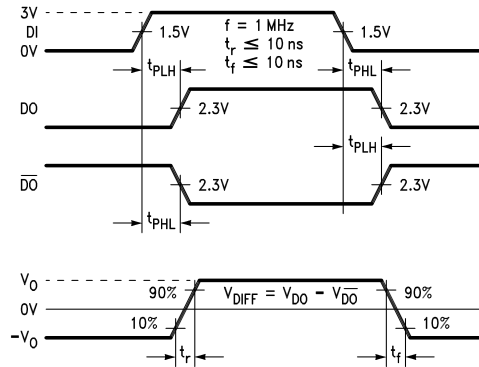 3V
DI 1.5V f = 1 MHz 1.5V
0V tr ≤ 10 ns
tf ≤ 10 ns
tPLH tPHL
DO 2.3V 2.3V
tPLH
DO 2.3V 2.3V
tPHL
VO
90% VDIFF = VDO − VDO 90%
0V
10% 10%
−VO
tr tf